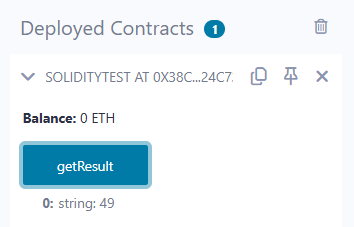 Deployed Contracts 1
SOLIDITYTEST AT 0X38C...24C7.
Balance: 0 ETH
getResult
0: string: 49